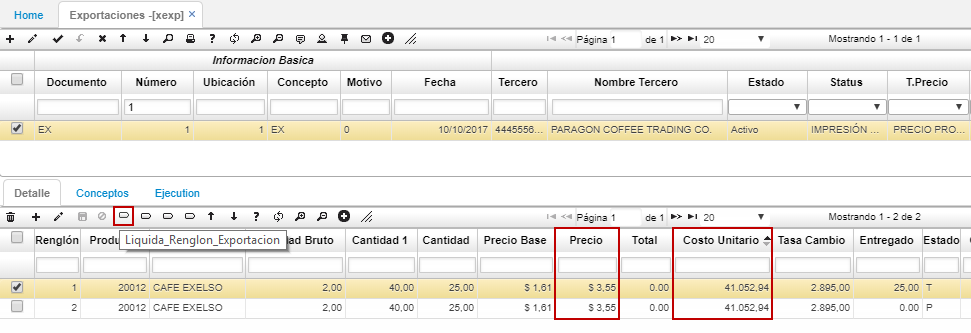 Home Exportaciones -[xexp] ×
Página 1 de 1 20 Mostrando 1 - 1 de 1
Informacion Basica
Documento Número Ubicación Concepto Motivo Fecha Tercero Nombre Tercero Estado Status T.Precio
1
EX 1 1 EX 0 10/10/2017 4445556... PARAGON COFFEE TRADING CO. Activo IMPRESIÓN ... PRECIO PRO...
Detalle Conceptos Ejecution
Página 1 de 1 20 Mostrando 1 - 2 de 2
Liquida_Renglon_Exportacion
Renglón Produ dad Bruto Cantidad 1 Cantidad Precio Base Precio Total Costo Unitario Tasa Cambio Entregado Estado
1 20012 CAFE EXELSO 2,00 40,00 25,00 $ 1,61 $ 3,55 0.00 41.052,94 2.895,00 25,00 T
2 20012 CAFE EXELSO 2,00 40,00 25,00 $ 1,61 $ 3,55 0.00 41.052,94 2.895,00 0.00 P